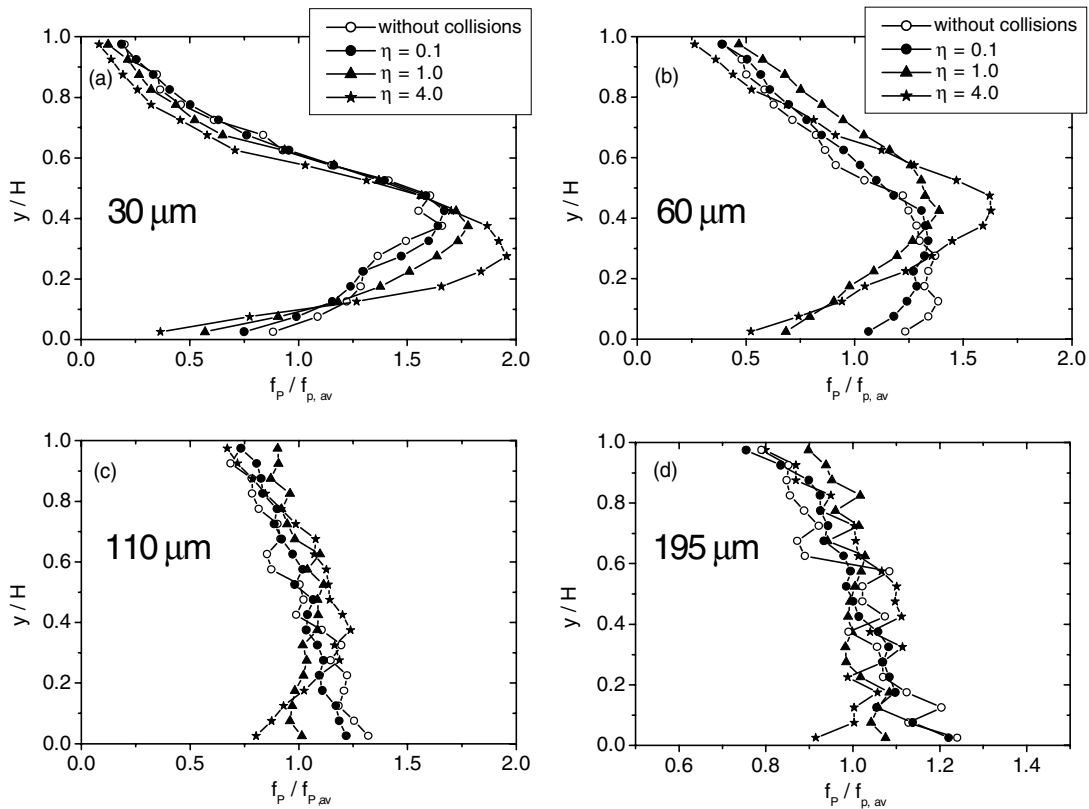 without collisions
η = 0.1
η = 1.0
η = 4.0
(a)
30 μm
y / H
1.0
0.8
0.6
0.4
0.2
0.0
0.0 0.5 1.0 1.5 2.0
f_P / f_p, av
without collisions
η = 0.1
η = 1.0
η = 4.0
(b)
60 μm
y / H
1.0
0.8
0.6
0.4
0.2
0.0
0.0 0.5 1.0 1.5 2.0
f_P / f_p, av
(c)
110 μm
y / H
1.0
0.8
0.6
0.4
0.2
0.0
0.0 0.5 1.0 1.5 2.0
f_P / f_P,av
(d)
195 μm
y / H
1.0
0.8
0.6
0.4
0.2
0.0
0.6 0.8 1.0 1.2 1.4
f_P / f_p, av